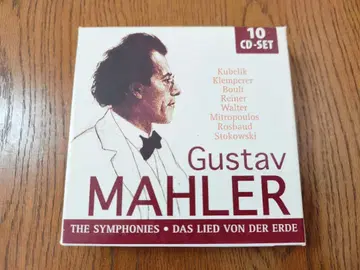 10
CD-SET
Kubelik
Klemperer
Boult
Reiner
Walter
Mitropoulos
Rosbaud
Stokowski
Gustav
MAHLER
THE SYMPHONIES • DAS LIED VON DER ERDE